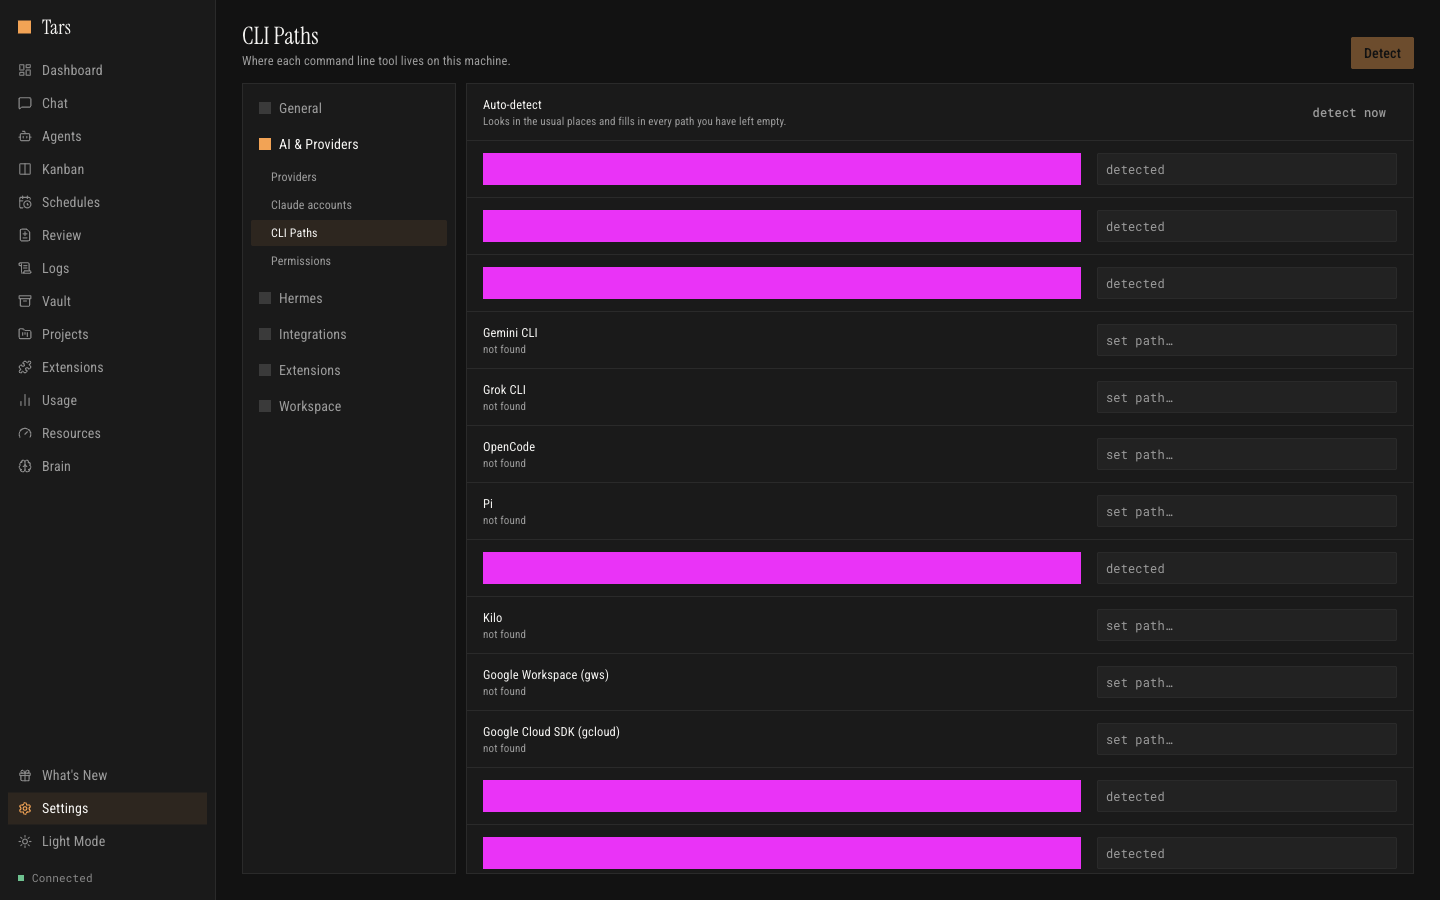 Tars
Dashboard
Chat
Agents
Kanban
Schedules
Review
Logs
Vault
Projects
Extensions
Usage
Resources
Brain
What's New
Settings
Light Mode
Connected
CLI Paths
Where each command line tool lives on this machine.
Detect
General
AI & Providers
Providers
Claude accounts
CLI Paths
Permissions
Hermes
Integrations
Extensions
Workspace
Auto-detect
Looks in the usual places and fills in every path you have left empty.
detect now
detected
detected
detected
Gemini CLI
not found
set path…
Grok CLI
not found
set path…
OpenCode
not found
set path…
Pi
not found
set path…
detected
Kilo
not found
set path…
Google Workspace (gws)
not found
set path…
Google Cloud SDK (gcloud)
not found
set path…
detected
detected